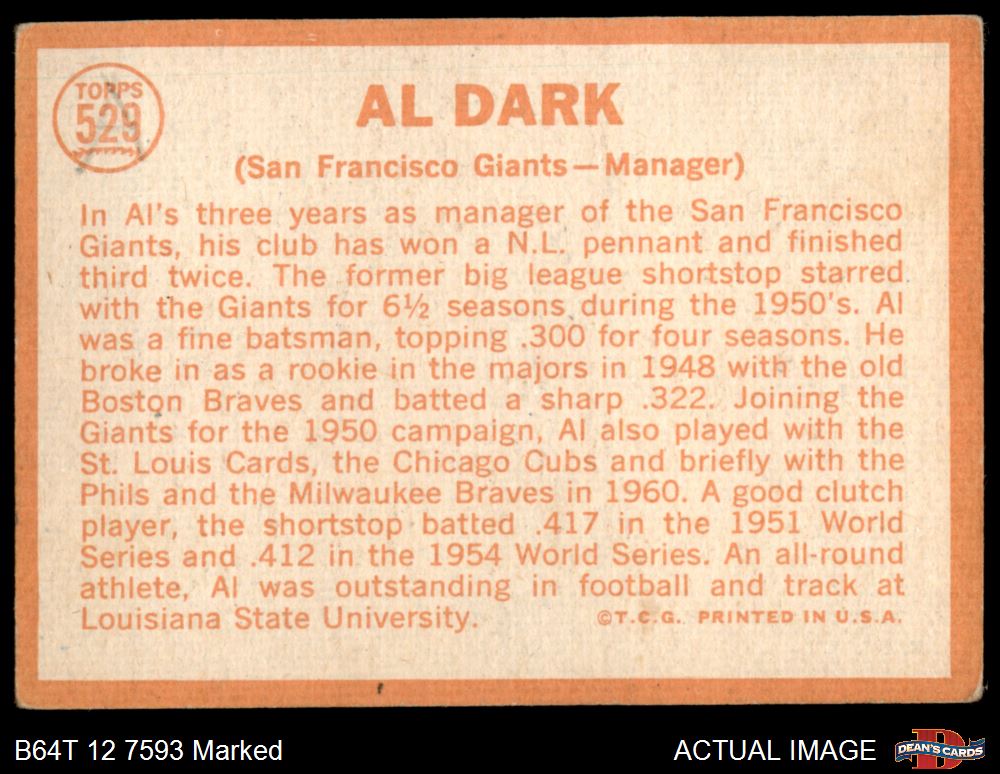 TOPPS
529
AL DARK
(San Francisco Giants—Manager)
In Al's three years as manager of the San Francisco
Giants, his club has won a N.L. pennant and finished
third twice. The former big league shortstop starred
with the Giants for 6½ seasons during the 1950's. Al
was a fine batsman, topping .300 for four seasons. He
broke in as a rookie in the majors in 1948 with the old
Boston Braves and batted a sharp .322. Joining the
Giants for the 1950 campaign, Al also played with the
St. Louis Cards, the Chicago Cubs and briefly with the
Phils and the Milwaukee Braves in 1960. A good clutch
player, the shortstop batted .417 in the 1951 World
Series and .412 in the 1954 World Series. An all-round
athlete, Al was outstanding in football and track at
Louisiana State University.
©T.C.G. PRINTED IN U.S.A.
B64T 12 7593 Marked
ACTUAL IMAGE
D
DEAN'S CARDS